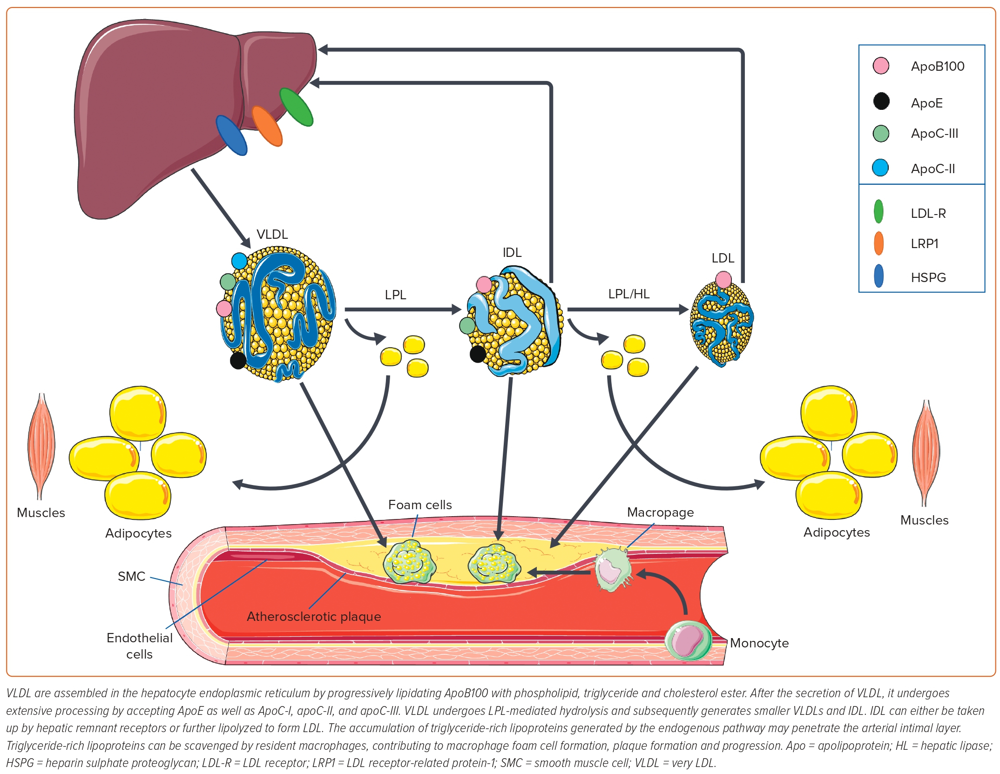 ApoB100
ApoE
ApoC-III
ApoC-II
LDL-R
LRP1
HSPG
VLDL
IDL
LDL
LPL
LPL/HL
Muscles
Adipocytes
Foam cells
Macropage
Adipocytes
Muscles
SMC
Atherosclerotic plaque
Endothelial
cells
Monocyte
VLDL are assembled in the hepatocyte endoplasmic reticulum by progressively lipidating ApoB100 with phospholipid, triglyceride and cholesterol ester. After the secretion of VLDL, it undergoes
extensive processing by accepting ApoE as well as ApoC-I, apoC-II, and apoC-III. VLDL undergoes LPL-mediated hydrolysis and subsequently generates smaller VLDLs and IDL. IDL can either be taken
up by hepatic remnant receptors or further lipolyzed to form LDL. The accumulation of triglyceride-rich lipoproteins generated by the endogenous pathway may penetrate the arterial intimal layer.
Triglyceride-rich lipoproteins can be scavenged by resident macrophages, contributing to macrophage foam cell formation, plaque formation and progression. Apo = apolipoprotein; HL = hepatic lipase;
HSPG = heparin sulphate proteoglycan; LDL-R = LDL receptor; LRP1 = LDL receptor-related protein-1; SMC = smooth muscle cell; VLDL = very LDL.